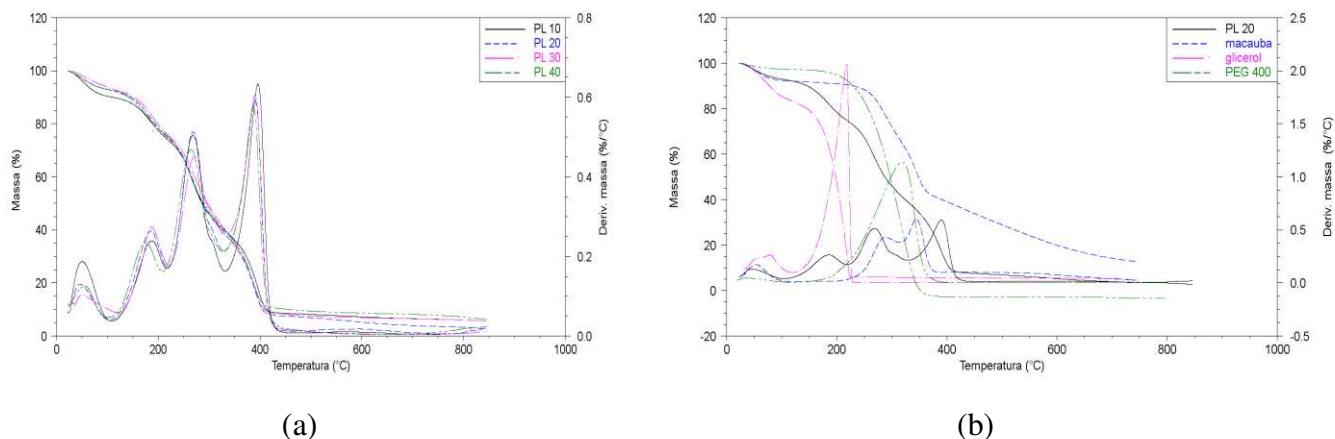 120
100
80
60
40
20
0
Massa (%)
0
200
400
600
800
1000
Temperatura (°C)
0.8
0.6
0.4
0.2
0.0
Deriv. massa (%/°C)
PL 10
PL 20
PL 30
PL 40
(a)
120
100
80
60
40
20
0
-20
Massa (%)
0
200
400
600
800
1000
Temperatura (°C)
2.5
2.0
1.5
1.0
0.5
0.0
-0.5
Deriv. massa (%/°C)
PL 20
macauba
glicerol
PEG 400
(b)